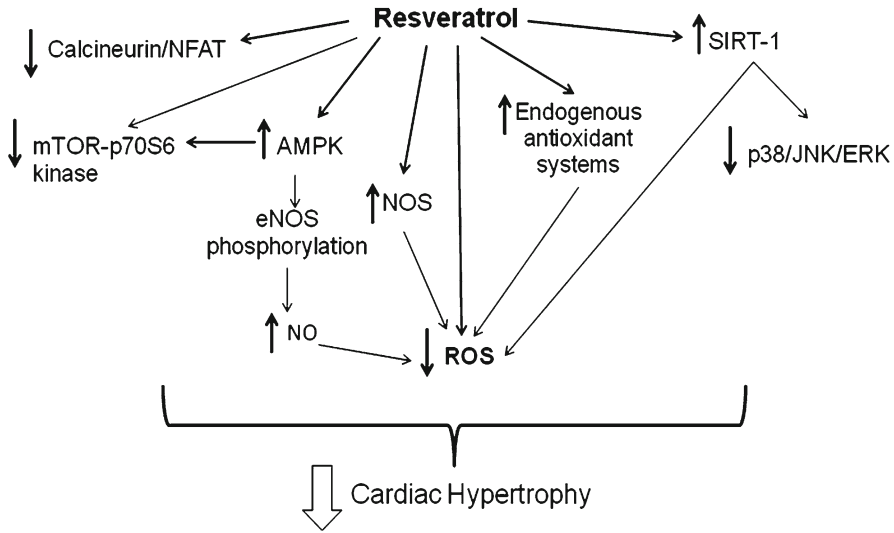 Resveratrol
Calcineurin/NFAT
SIRT-1
mTOR-p70S6
kinase
AMPK
Endogenous
antioxidant
systems
p38/JNK/ERK
eNOS
phosphorylation
NOS
NO
ROS
Cardiac Hypertrophy